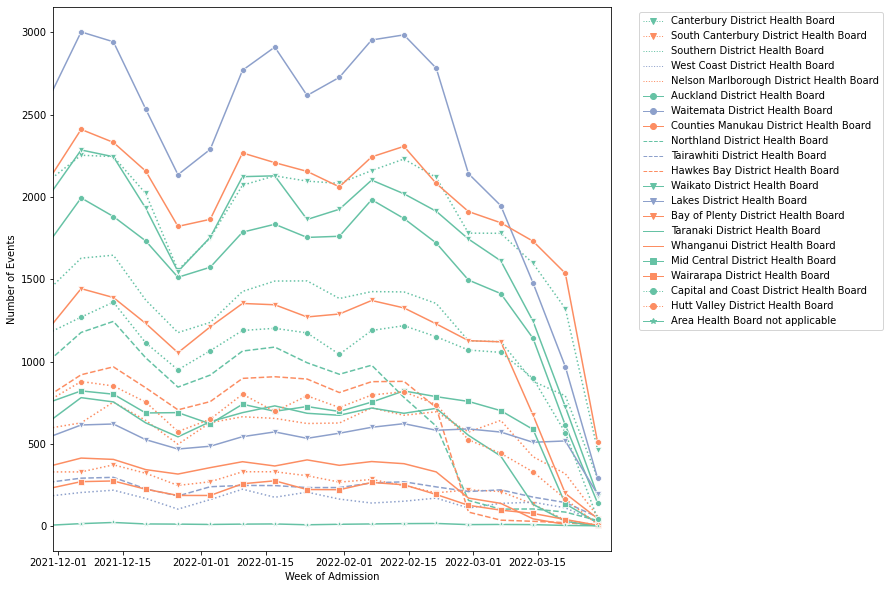 3000
2500
2000
1500
1000
500
0
Number of Events
2021-12-01
2021-12-15
2022-01-01
2022-01-15
2022-02-01
2022-02-15
2022-03-01
2022-03-15
Week of Admission
Canterbury District Health Board
South Canterbury District Health Board
Southern District Health Board
West Coast District Health Board
Nelson Marlborough District Health Board
Auckland District Health Board
Waitemata District Health Board
Counties Manukau District Health Board
Northland District Health Board
Tairawhiti District Health Board
Hawkes Bay District Health Board
Waikato District Health Board
Lakes District Health Board
Bay of Plenty District Health Board
Taranaki District Health Board
Whanganui District Health Board
Mid Central District Health Board
Wairarapa District Health Board
Capital and Coast District Health Board
Hutt Valley District Health Board
Area Health Board not applicable